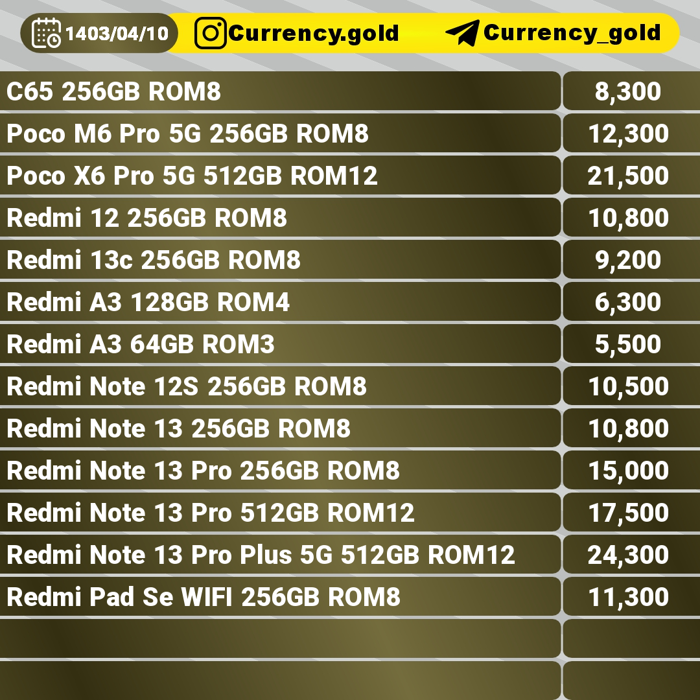 1403/04/10 Currency.gold Currency_gold
C65 256GB ROM8 8,300
Poco M6 Pro 5G 256GB ROM8 12,300
Poco X6 Pro 5G 512GB ROM12 21,500
Redmi 12 256GB ROM8 10,800
Redmi 13c 256GB ROM8 9,200
Redmi A3 128GB ROM4 6,300
Redmi A3 64GB ROM3 5,500
Redmi Note 12S 256GB ROM8 10,500
Redmi Note 13 256GB ROM8 10,800
Redmi Note 13 Pro 256GB ROM8 15,000
Redmi Note 13 Pro 512GB ROM12 17,500
Redmi Note 13 Pro Plus 5G 512GB ROM12 24,300
Redmi Pad Se WIFI 256GB ROM8 11,300